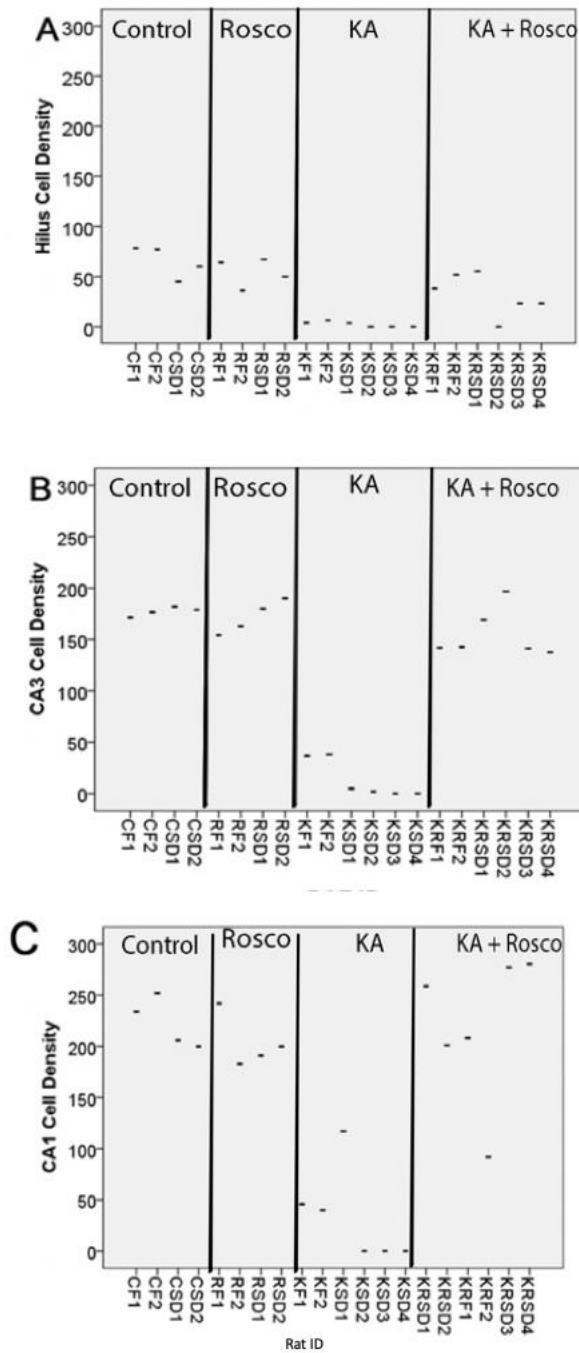 A
Control
Rosco
KA
KA + Rosco
Hilus Cell Density
300
250
200
150
100
50
0
CF1
CF2
CSD1
CSD2
RF1
RF2
RSD1
RSD2
KF1
KF2
KSD1
KSD2
KSD3
KSD4
KRF1
KRF2
KRSD1
KRSD2
KRSD3
KRSD4
B
Control
Rosco
KA
KA + Rosco
CA3 Cell Density
300
250
200
150
100
50
0
CF1
CF2
CSD1
CSD2
RF1
RF2
RSD1
RSD2
KF1
KF2
KSD1
KSD2
KSD3
KSD4
KRF1
KRF2
KRSD1
KRSD2
KRSD3
KRSD4
C
Control
Rosco
KA
KA + Rosco
CA1 Cell Density
300
250
200
150
100
50
0
CF1
CF2
CSD1
CSD2
RF1
RF2
RSD1
RSD2
KF1
KF2
KSD1
KSD2
KSD3
KSD4
KRSD1
KRSD2
KRF1
KRF2
KRSD3
KRSD4
Rat ID